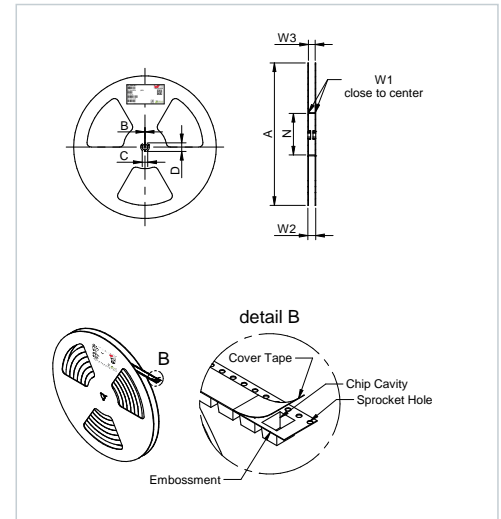 W3
W1
close to center
B
C
D
A
N
W2
B
detail B
Cover Tape
Chip Cavity
Sprocket Hole
Embossment